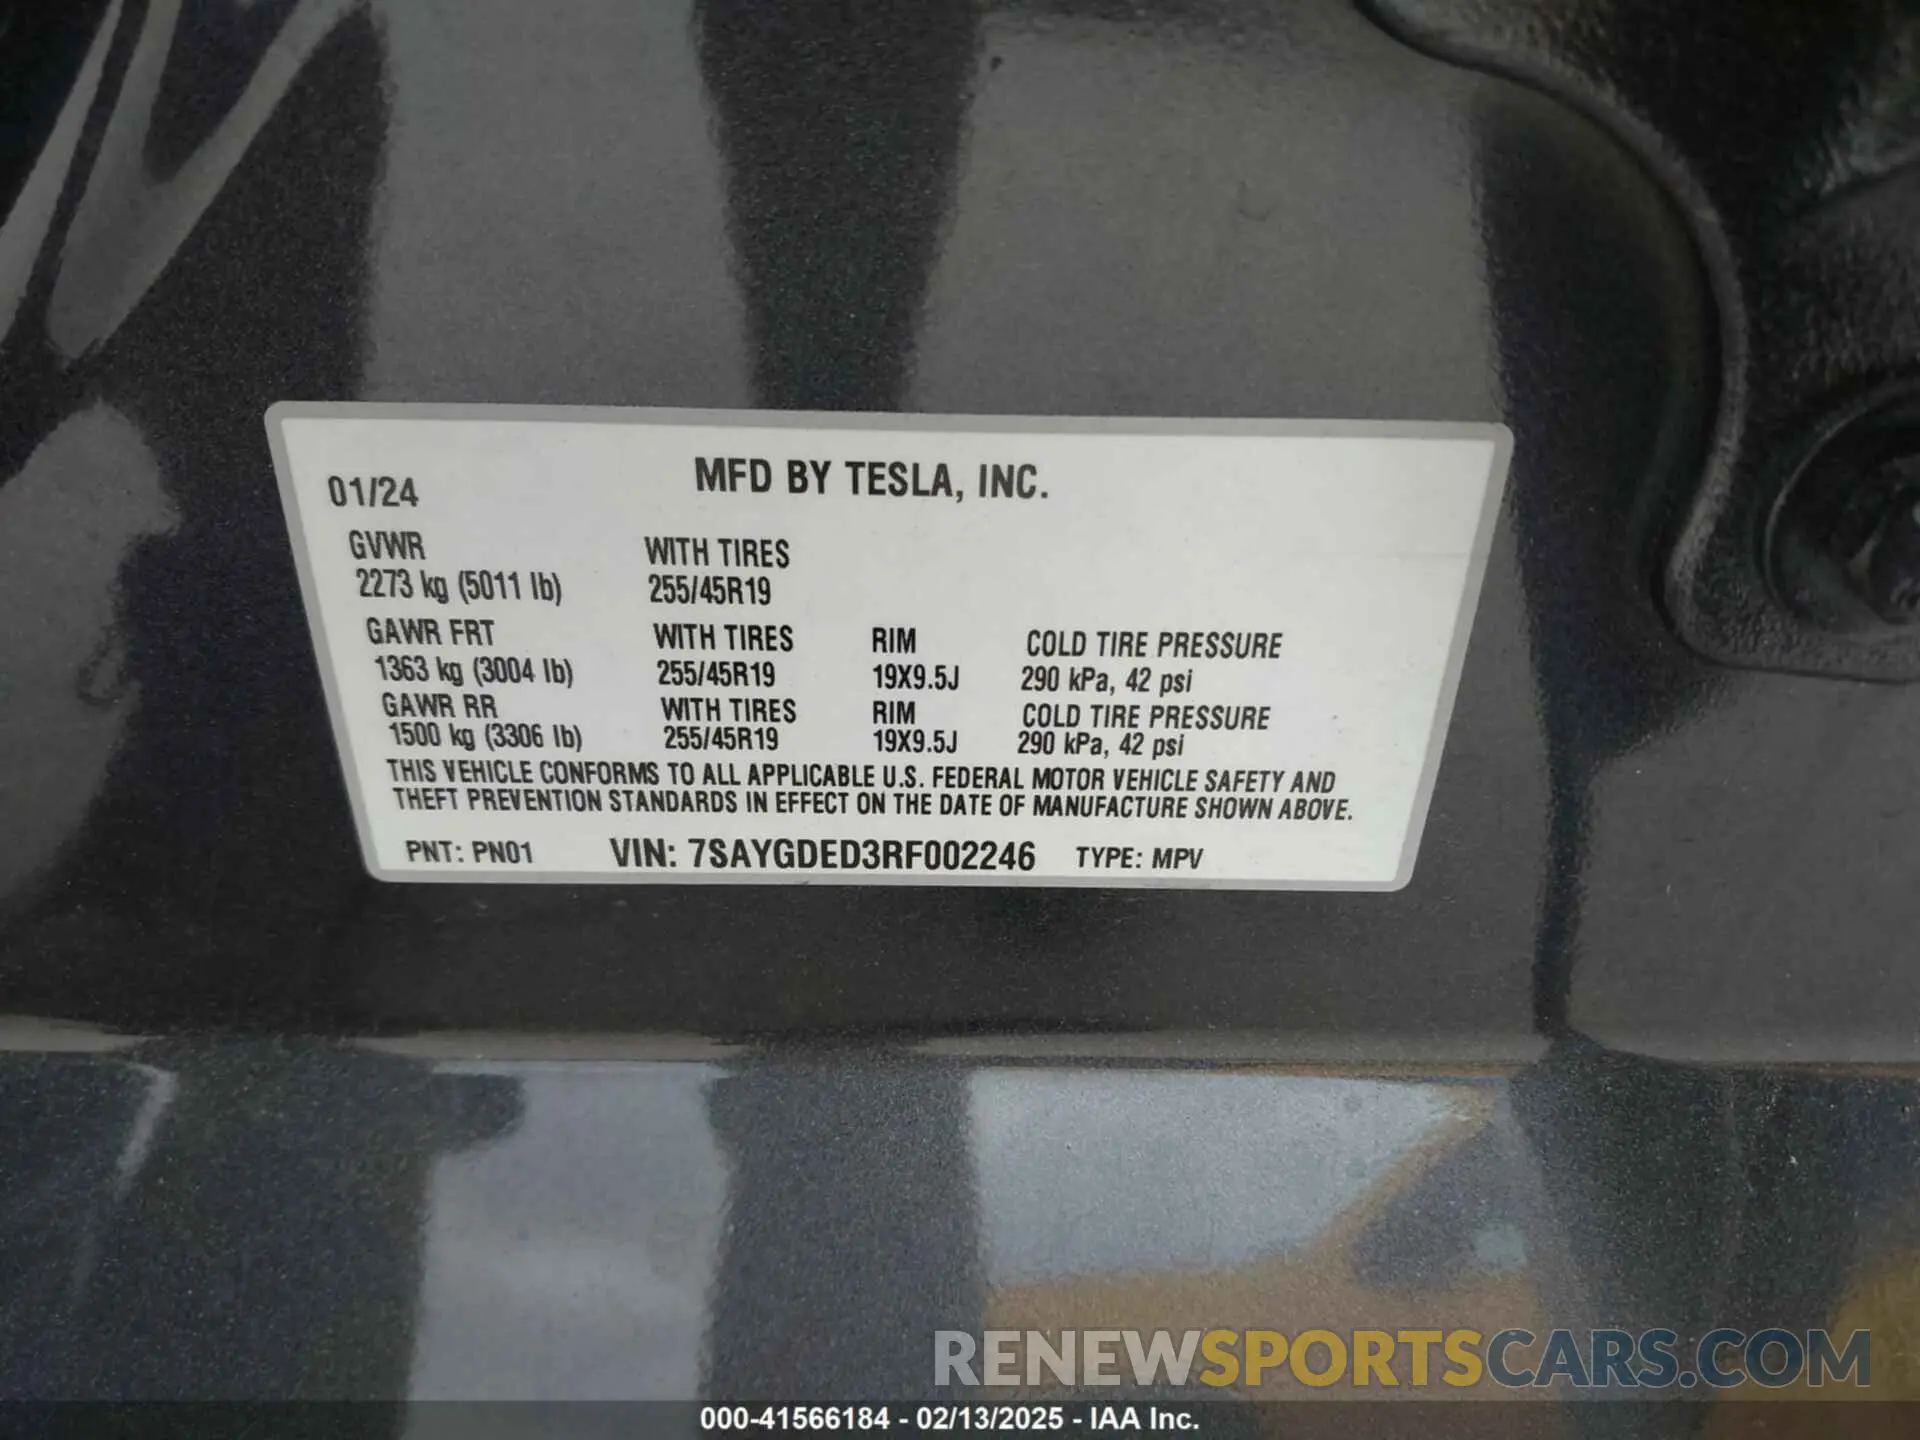 01/24 MFD BY TESLA, INC.
GVWR WITH TIRES
2273 kg (5011 lb) 255/45R19
GAWR FRT WITH TIRES RIM COLD TIRE PRESSURE
1363 kg (3004 lb) 255/45R19 19X9.5J 290 kPa, 42 psi
GAWR RR WITH TIRES RIM COLD TIRE PRESSURE
1500 kg (3306 lb) 255/45R19 19X9.5J 290 kPa, 42 psi
THIS VEHICLE CONFORMS TO ALL APPLICABLE U.S. FEDERAL MOTOR VEHICLE SAFETY AND
THEFT PREVENTION STANDARDS IN EFFECT ON THE DATE OF MANUFACTURE SHOWN ABOVE.
PNT: PN01 VIN: 7SAYGDED3RF002246 TYPE: MPV
RENEWSPORTSCARS.COM
000-41566184 - 02/13/2025 - IAA Inc.